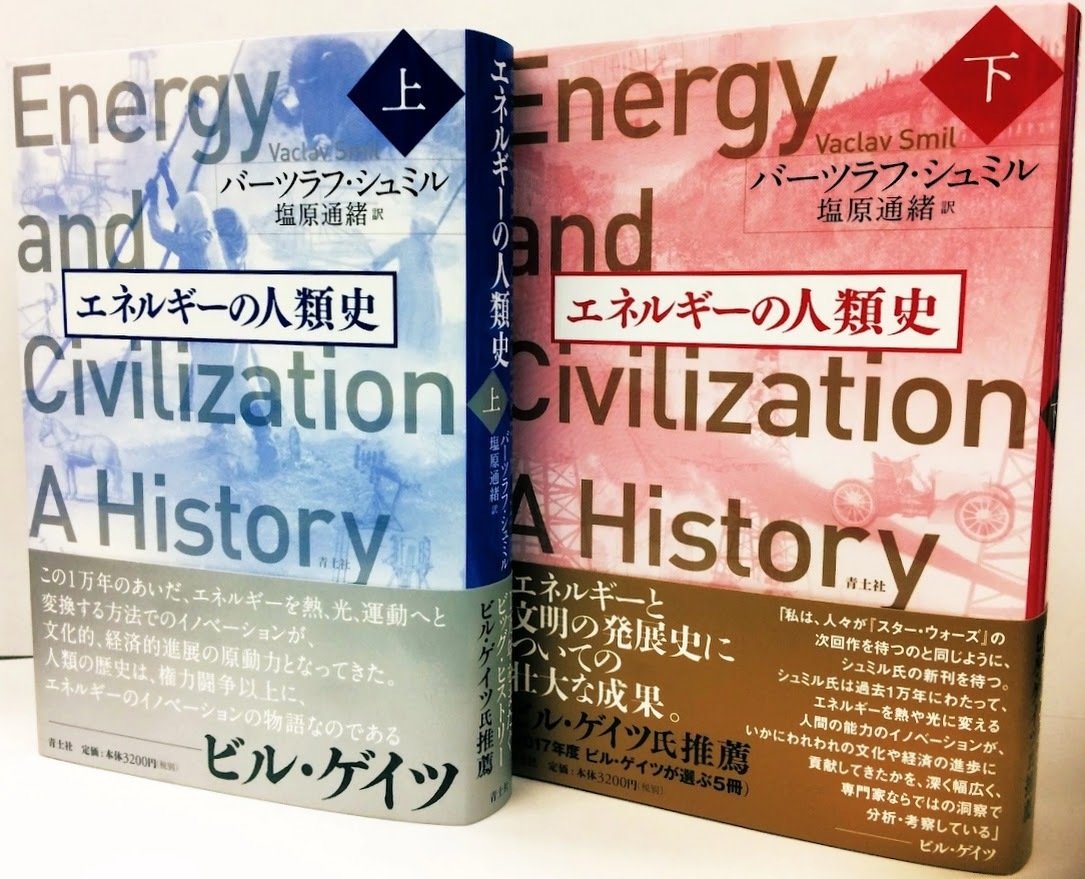 Energy
上
Vaclav Smil
バーツラフ・シュミル
塩原通緒 訳
and
エネルギーの人類史
Civilization
A History
青土社
この1万年のあいだ、エネルギーを熱、光、運動へと
変換する方法でのイノベーションが、
文化的、経済的進展の原動力となってきた。
人類の歴史は、権力闘争以上に、
エネルギーのイノベーションの物語なのである
ビル・ゲイツ
青土社 定価:本体3200円(税別)
エネルギーの人類史
上
バーツラフ・シュミル
塩原通緒 訳
ビッグ・ヒストリー
ビル・ゲイツ氏推薦
青土社
Energy
下
Vaclav Smil
バーツラフ・シュミル
塩原通緒 訳
and
エネルギーの人類史
Civilization
A History
青土社
エネルギーと
文明の発展史に
ついての
壮大な成果。
ビル・ゲイツ氏推薦
2017年度 ビル・ゲイツが選ぶ5冊)
青土社 定価:本体3200円(税別)
「私は、人々が『スター・ウォーズ』の
次回作を待つのと同じように、
シュミル氏の新刊を待つ。
シュミル氏は過去1万年にわたって、
エネルギーを熱や光に変える
人間の能力のイノベーションが、
いかにわれわれの文化や経済の進歩に
貢献してきたかを、深く幅広く、
専門家ならではの洞察で
分析・考察している」
ビル・ゲイツ